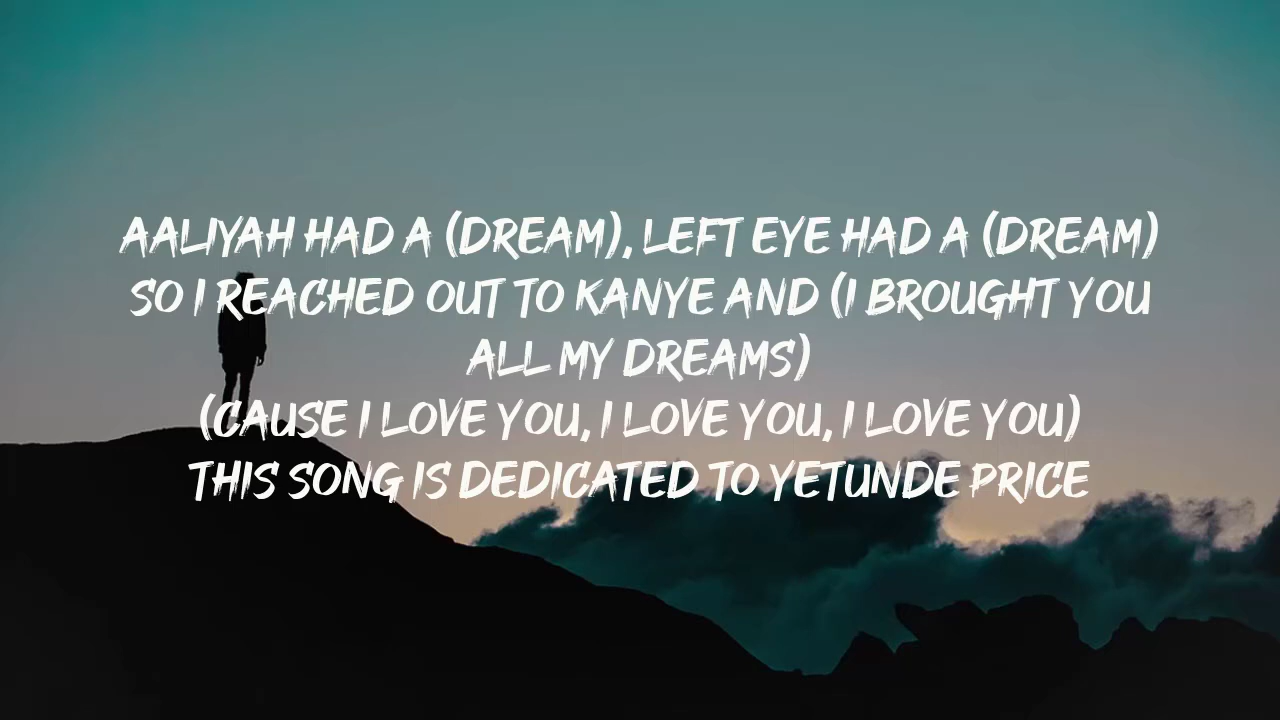 AALIYAH HAD A (DREAM), LEFT EYE HAD A (DREAM)
SO I REACHED OUT TO KANYE AND (I BROUGHT YOU
ALL MY DREAMS)
(CAUSE I LOVE YOU, I LOVE YOU, I LOVE YOU)
THIS SONG IS DEDICATED TO YETUNDE PRICE